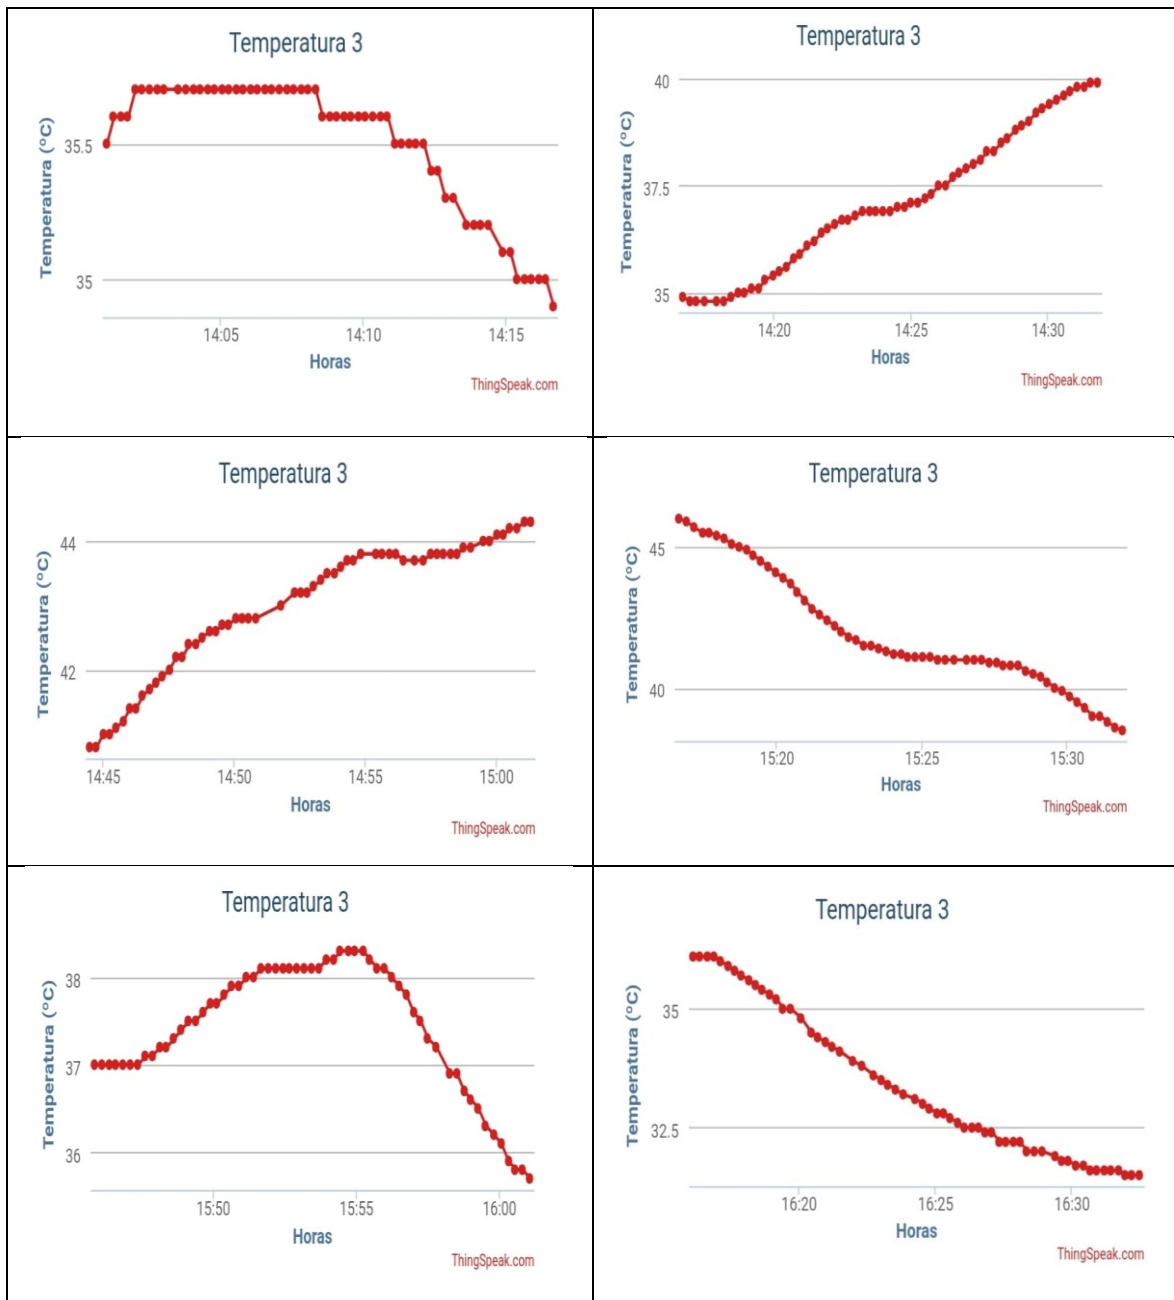 Temperatura 3
Temperatura (°C)
35.5
35
14:05 14:10 14:15
Horas
ThingSpeak.com
Temperatura 3
Temperatura (°C)
40
37.5
35
14:20 14:25 14:30
Horas
ThingSpeak.com
Temperatura 3
Temperatura (°C)
44
42
14:45 14:50 14:55 15:00
Horas
ThingSpeak.com
Temperatura 3
Temperatura (°C)
45
40
15:20 15:25 15:30
Horas
ThingSpeak.com
Temperatura 3
Temperatura (°C)
38
37
36
15:50 15:55 16:00
Horas
ThingSpeak.com
Temperatura 3
Temperatura (°C)
35
32.5
16:20 16:25 16:30
Horas
ThingSpeak.com